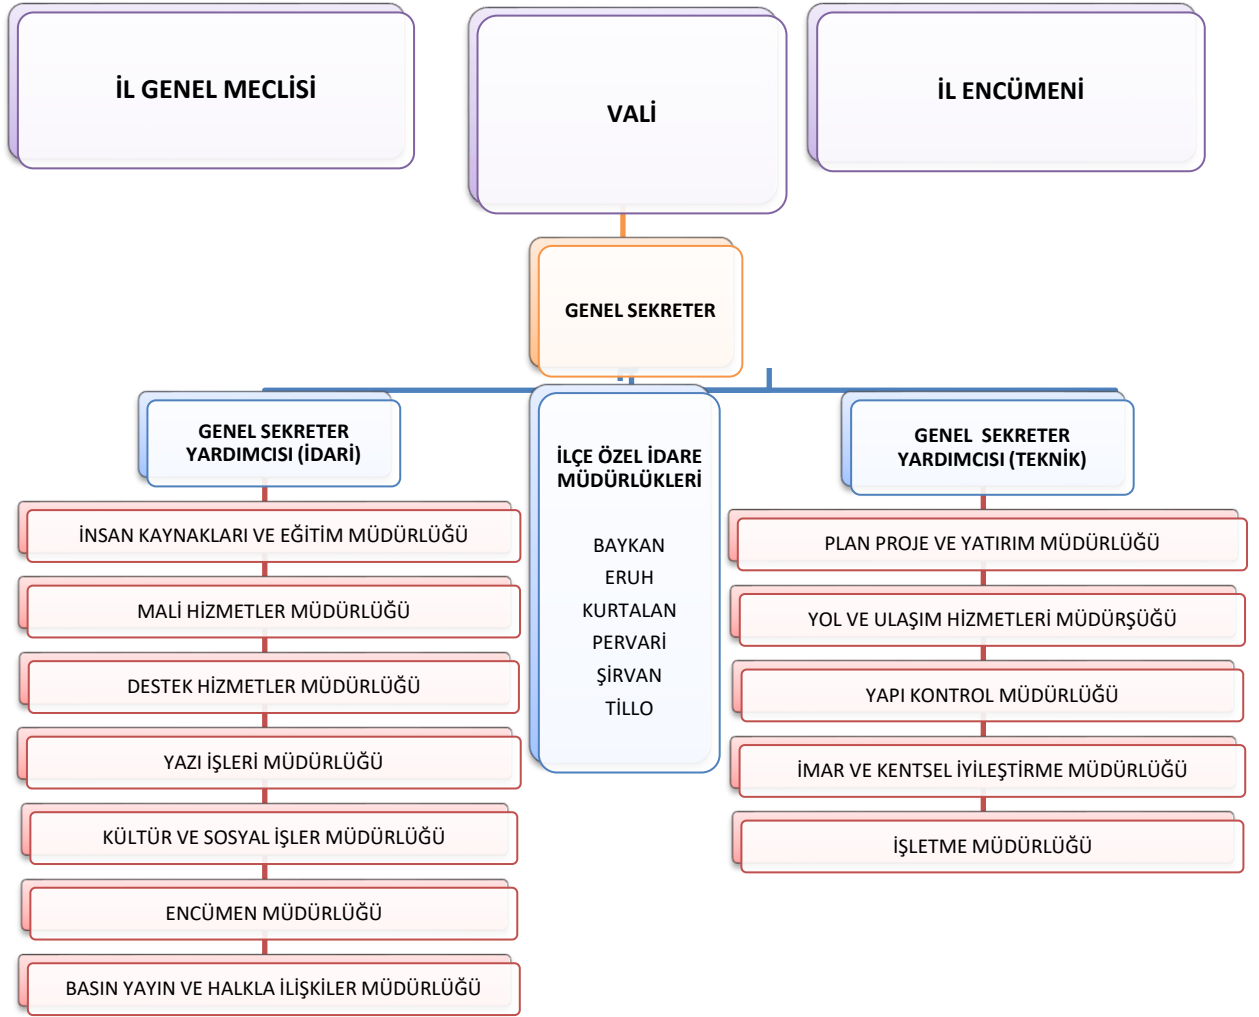 İL GENEL MECLİSİ
VALİ
İL ENCÜMENİ
GENEL SEKRETER
GENEL SEKRETER
YARDIMCISI (İDARİ)
İNSAN KAYNAKLARI VE EĞİTİM MÜDÜRLÜĞÜ
MALİ HİZMETLER MÜDÜRLÜĞÜ
DESTEK HİZMETLER MÜDÜRLÜĞÜ
YAZI İŞLERİ MÜDÜRLÜĞÜ
KÜLTÜR VE SOSYAL İŞLER MÜDÜRLÜĞÜ
ENCÜMEN MÜDÜRLÜĞÜ
BASIN YAYIN VE HALKLA İLİŞKİLER MÜDÜRLÜĞÜ
İLÇE ÖZEL İDARE
MÜDÜRLÜKLERİ
BAYKAN
ERUH
KURTALAN
PERVARİ
ŞİRVAN
TİLLO
GENEL SEKRETER
YARDIMCISI (TEKNİK)
PLAN PROJE VE YATIRIM MÜDÜRLÜĞÜ
YOL VE ULAŞIM HİZMETLERİ MÜDÜRŞÜĞÜ
YAPI KONTROL MÜDÜRLÜĞÜ
İMAR VE KENTSEL İYİLEŞTİRME MÜDÜRLÜĞÜ
İŞLETME MÜDÜRLÜĞÜ